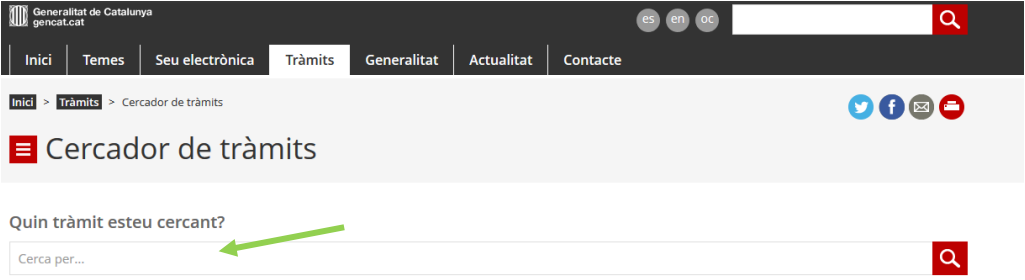 Generalitat de Catalunya
gencat.cat
es en oc
Inici Temes Seu electrònica Tràmits Generalitat Actualitat Contacte
Inici > Tràmits > Cercador de tràmits
Cercador de tràmits
Quin tràmit esteu cercant?
Cerca per...